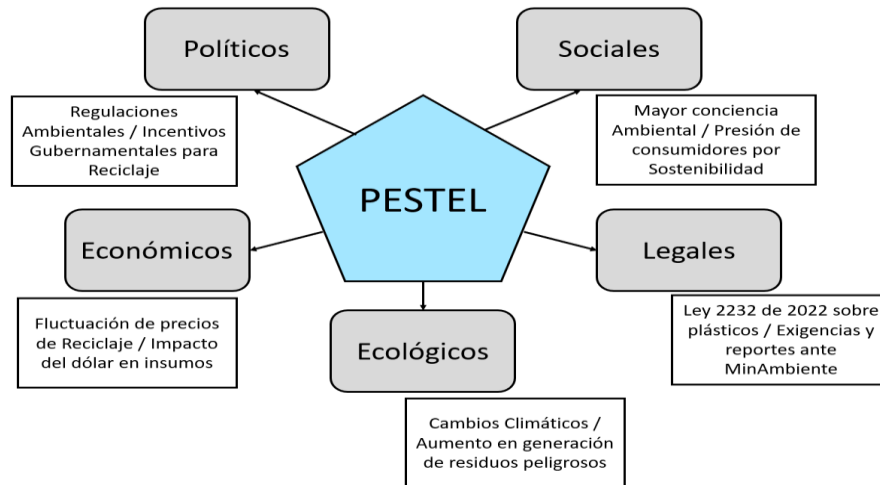 Políticos
Sociales
Regulaciones
Ambientales / Incentivos
Gubernamentales para
Reciclaje
Mayor conciencia
Ambiental / Presión de
consumidores por
Sostenibilidad
PESTEL
Económicos
Legales
Fluctuación de precios
de Reciclaje / Impacto
del dólar en insumos
Ley 2232 de 2022 sobre
plásticos / Exigencias y
reportes ante
MinAmbiente
Ecológicos
Cambios Climáticos /
Aumento en generación
de residuos peligrosos